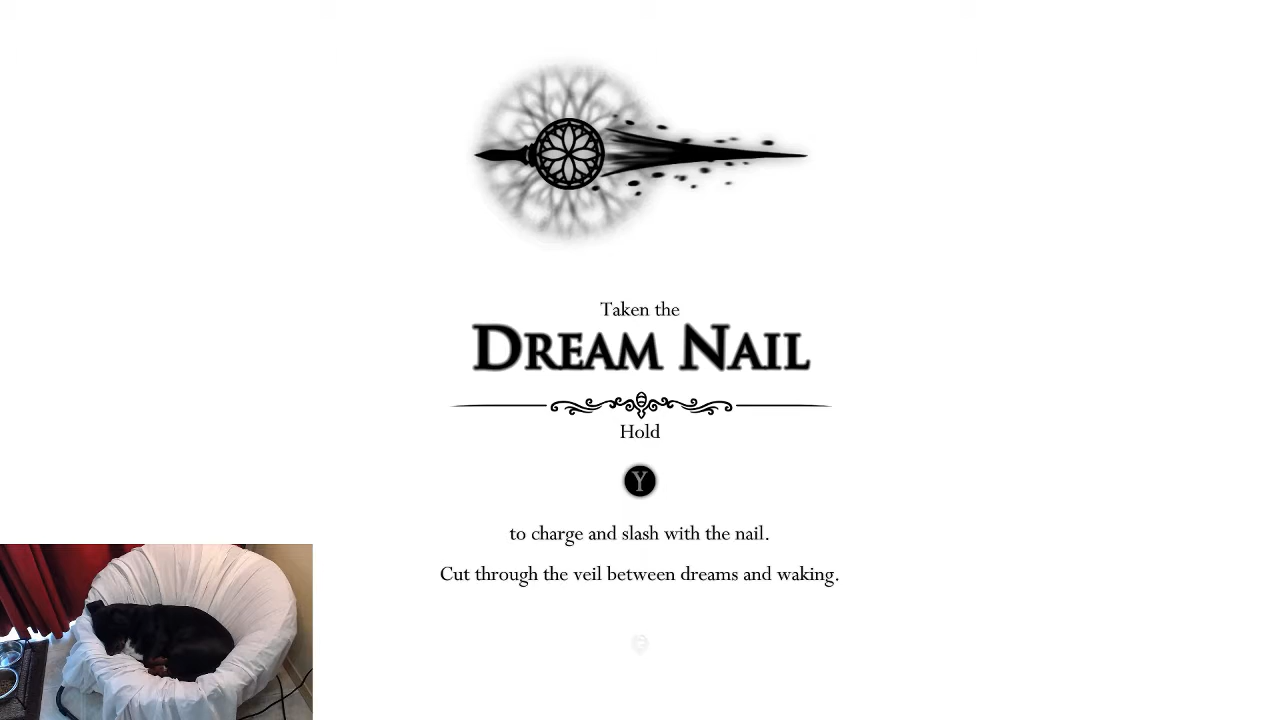 Taken the
DREAM NAIL
Hold
Y
to charge and slash with the nail.
Cut through the veil between dreams and waking.